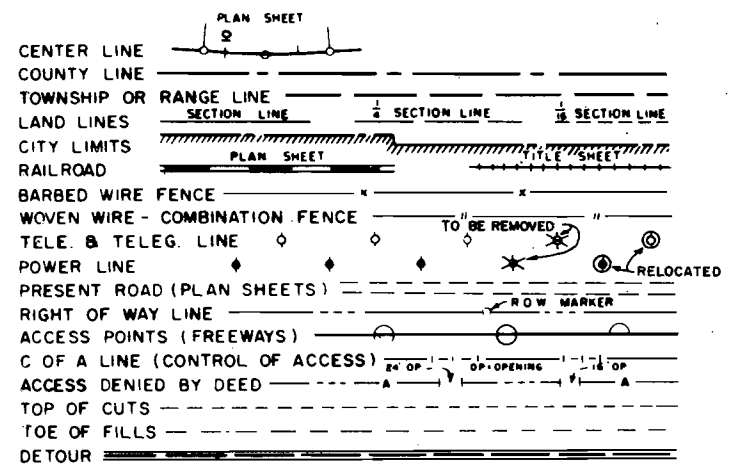 PLAN SHEET
CENTER LINE
COUNTY LINE
TOWNSHIP OR RANGE LINE
LAND LINES SECTION LINE 1/4 SECTION LINE 1/16 SECTION LINE
CITY LIMITS
RAILROAD PLAN SHEET TITLE SHEET
BARBED WIRE FENCE x x
WOVEN WIRE - COMBINATION FENCE " "
TELE. & TELEG. LINE TO BE REMOVED
POWER LINE RELOCATED
PRESENT ROAD (PLAN SHEETS)
RIGHT OF WAY LINE R O W MARKER
ACCESS POINTS (FREEWAYS)
C OF A LINE (CONTROL OF ACCESS) 24' OP OP=OPENING 16' OP
ACCESS DENIED BY DEED A A
TOP OF CUTS
TOE OF FILLS
DETOUR